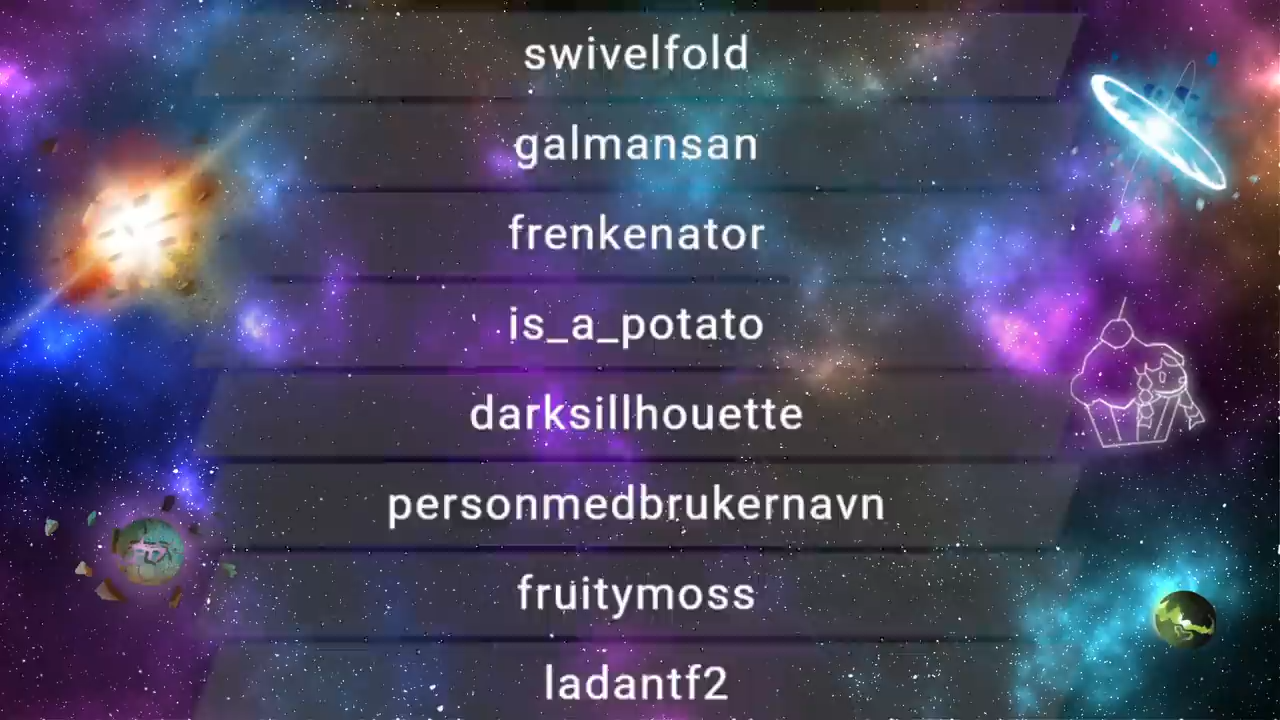 swivelfold
galmansan
frenkenator
is_a_potato
darksillhouette
personmedbrukernavn
fruitymoss
ladantf2